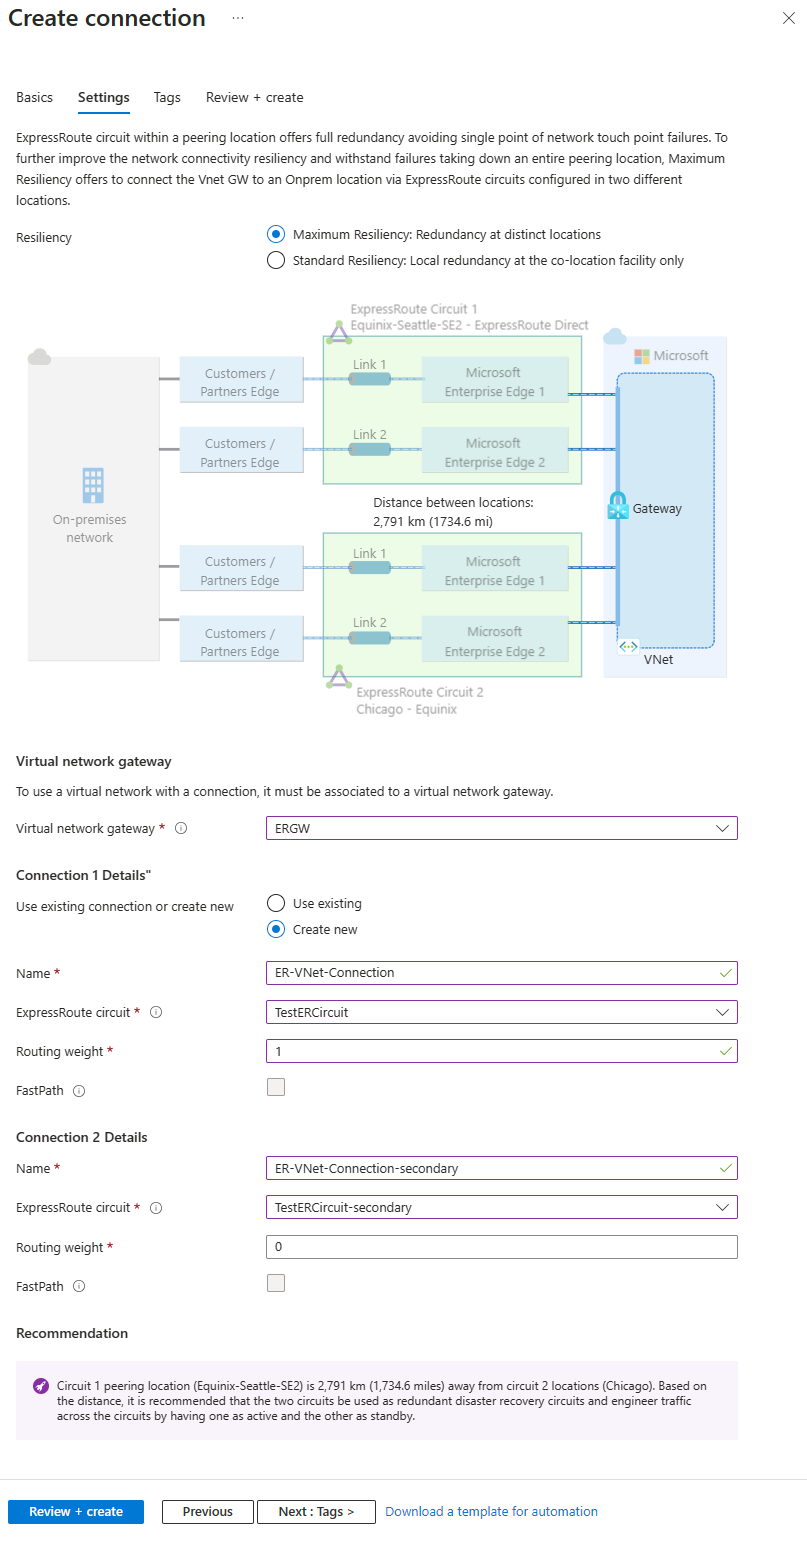 Create connection ...
Basics Settings Tags Review + create
ExpressRoute circuit within a peering location offers full redundancy avoiding single point of network touch point failures. To
further improve the network connectivity resiliency and withstand failures taking down an entire peering location, Maximum
Resiliency offers to connect the Vnet GW to an Onprem location via ExpressRoute circuits configured in two different
locations.
Resiliency
Maximum Resiliency: Redundancy at distinct locations
Standard Resiliency: Local redundancy at the co-location facility only
ExpressRoute Circuit 1
Equinix-Seattle-SE2 - ExpressRoute Direct
Microsoft
Customers /
Partners Edge
Link 1
Microsoft
Enterprise Edge 1
Customers /
Partners Edge
Link 2
Microsoft
Enterprise Edge 2
On-premises
network
Distance between locations:
2,791 km (1734.6 mi)
Gateway
Customers /
Partners Edge
Link 1
Microsoft
Enterprise Edge 1
Customers /
Partners Edge
Link 2
Microsoft
Enterprise Edge 2
VNet
ExpressRoute Circuit 2
Chicago - Equinix
Virtual network gateway
To use a virtual network with a connection, it must be associated to a virtual network gateway.
Virtual network gateway * ERGW
Connection 1 Details"
Use existing connection or create new
Use existing
Create new
Name * ER-VNet-Connection
ExpressRoute circuit * TestERCircuit
Routing weight * 1
FastPath
Connection 2 Details
Name * ER-VNet-Connection-secondary
ExpressRoute circuit * TestERCircuit-secondary
Routing weight * 0
FastPath
Recommendation
Circuit 1 peering location (Equinix-Seattle-SE2) is 2,791 km (1,734.6 miles) away from circuit 2 locations (Chicago). Based on
the distance, it is recommended that the two circuits be used as redundant disaster recovery circuits and engineer traffic
across the circuits by having one as active and the other as standby.
Review + create Previous Next : Tags > Download a template for automation